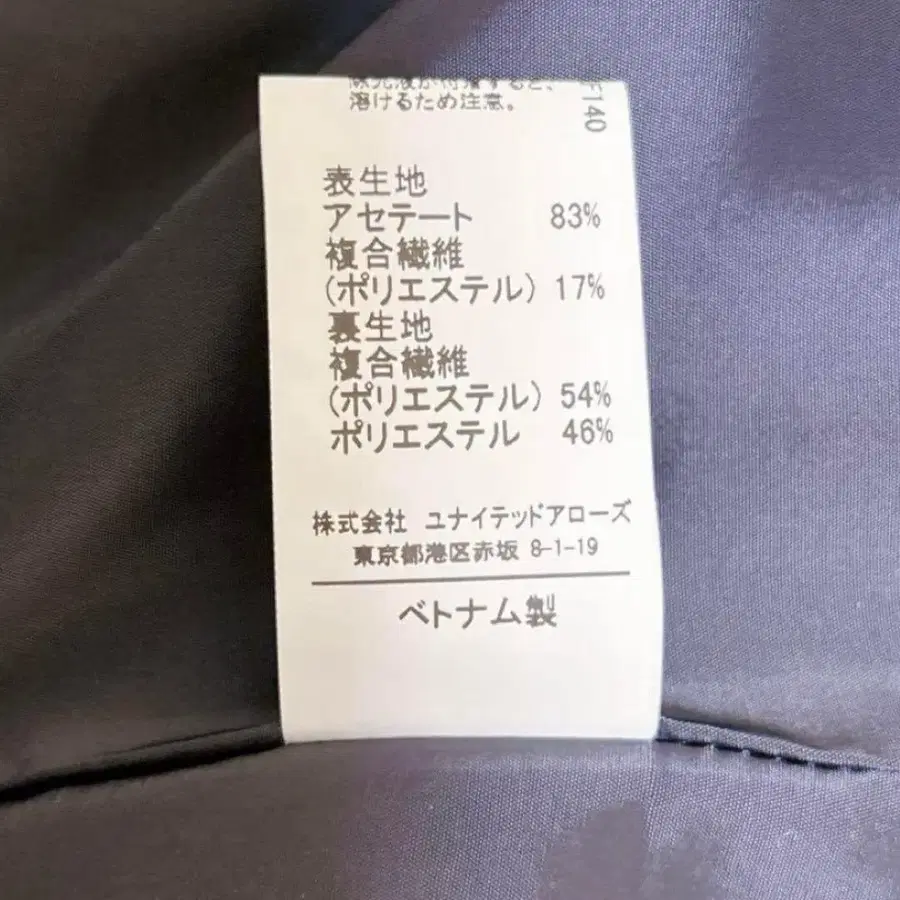 溶けるため注意。
F140
表生地
アセテート 83%
複合繊維
(ポリエステル) 17%
裏生地
複合繊維
(ポリエステル) 54%
ポリエステル 46%
株式会社 ユナイテッドアローズ
東京都港区赤坂 8-1-19
ベトナム製